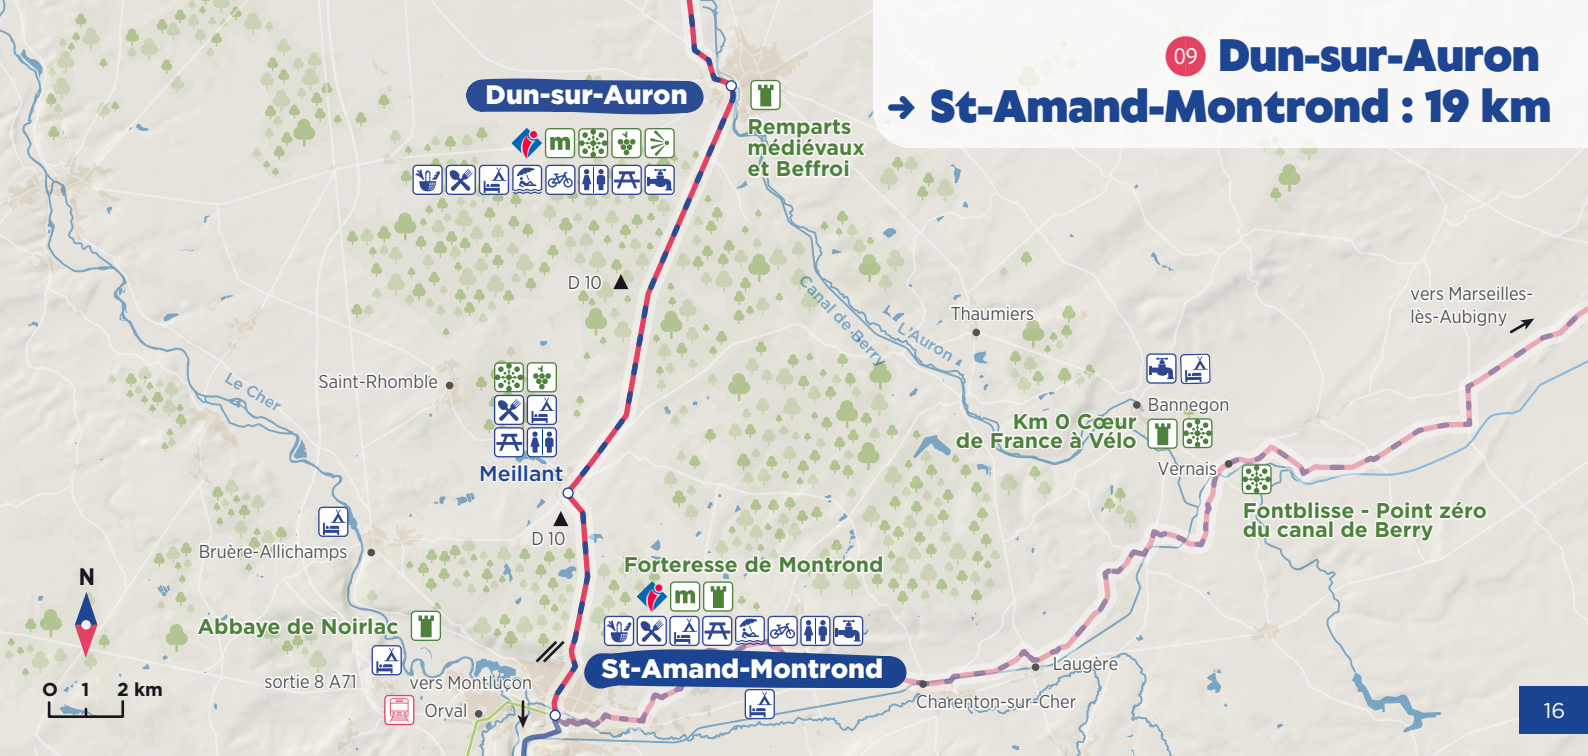 09 Dun-sur-Auron
→ St-Amand-Montrond : 19 km
Dun-sur-Auron
m
Remparts
médiévaux
et Beffroi
D 10
Canal de Berry
L'Auron
Thaumiers
vers Marseilles-
lès-Aubigny
Le Cher
Saint-Rhomble
Meillant
Bannegon
Km 0 Cœur
de France à Vélo
Vernais
Fontblisse - Point zéro
du canal de Berry
D 10
Bruère-Allichamps
Forteresse de Montrond
m
N
Abbaye de Noirlac
St-Amand-Montrond
Laugère
sortie 8 A71
vers Montluçon
Charenton-sur-Cher
Orval
0 1 2 km
16